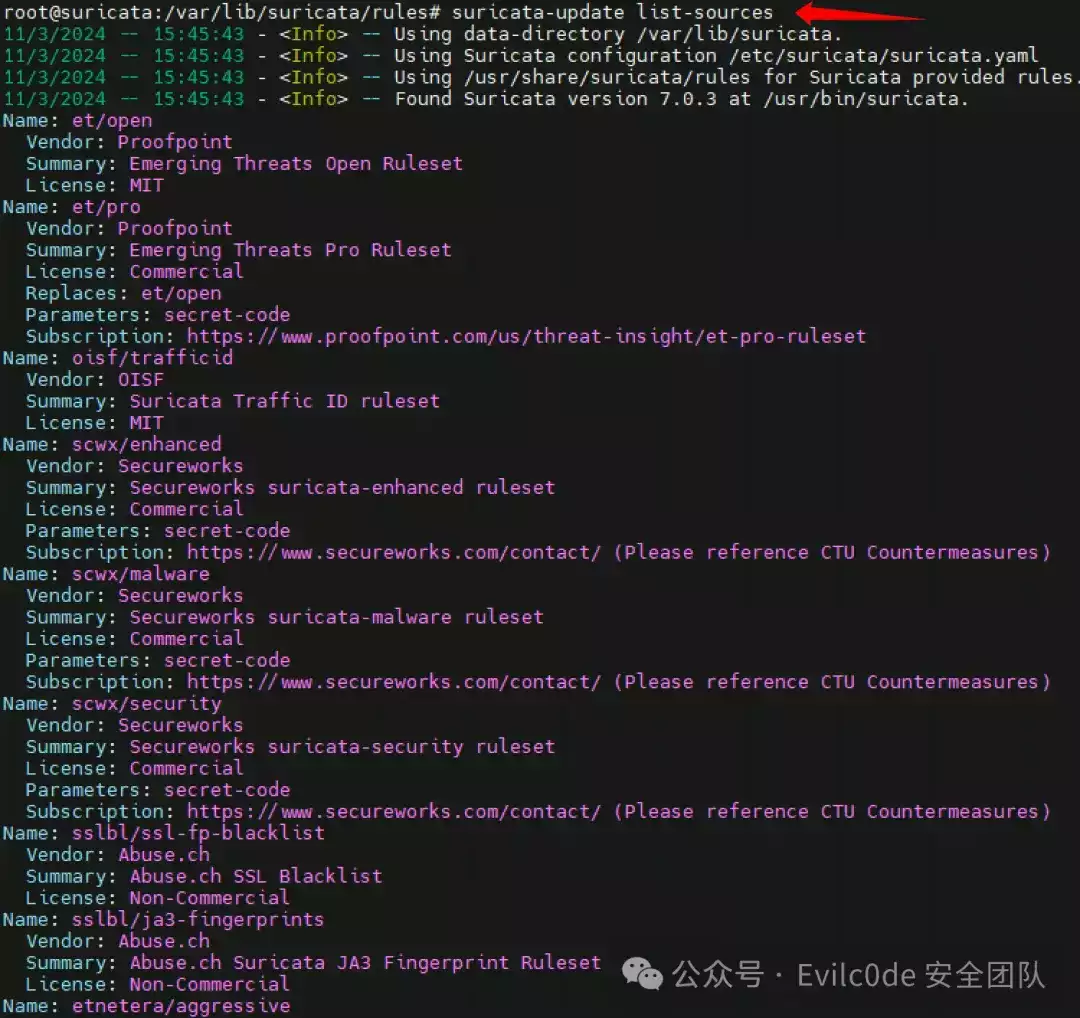 root@suricata:/var/lib/suricata/rules# suricata-update list-sources
11/3/2024 -- 15:45:43 - <Info> -- Using data-directory /var/lib/suricata.
11/3/2024 -- 15:45:43 - <Info> -- Using Suricata configuration /etc/suricata/suricata.yaml
11/3/2024 -- 15:45:43 - <Info> -- Using /usr/share/suricata/rules for Suricata provided rules.
11/3/2024 -- 15:45:43 - <Info> -- Found Suricata version 7.0.3 at /usr/bin/suricata.
Name: et/open
  Vendor: Proofpoint
  Summary: Emerging Threats Open Ruleset
  License: MIT
Name: et/pro
  Vendor: Proofpoint
  Summary: Emerging Threats Pro Ruleset
  License: Commercial
  Replaces: et/open
  Parameters: secret-code
  Subscription: https://www.proofpoint.com/us/threat-insight/et-pro-ruleset
Name: oisf/trafficid
  Vendor: OISF
  Summary: Suricata Traffic ID ruleset
  License: MIT
Name: scwx/enhanced
  Vendor: Secureworks
  Summary: Secureworks suricata-enhanced ruleset
  License: Commercial
  Parameters: secret-code
  Subscription: https://www.secureworks.com/contact/ (Please reference CTU Countermeasures)
Name: scwx/malware
  Vendor: Secureworks
  Summary: Secureworks suricata-malware ruleset
  License: Commercial
  Parameters: secret-code
  Subscription: https://www.secureworks.com/contact/ (Please reference CTU Countermeasures)
Name: scwx/security
  Vendor: Secureworks
  Summary: Secureworks suricata-security ruleset
  License: Commercial
  Parameters: secret-code
  Subscription: https://www.secureworks.com/contact/ (Please reference CTU Countermeasures)
Name: sslbl/ssl-fp-blacklist
  Vendor: Abuse.ch
  Summary: Abuse.ch SSL Blacklist
  License: Non-Commercial
Name: sslbl/ja3-fingerprints
  Vendor: Abuse.ch
  Summary: Abuse.ch Suricata JA3 Fingerprint Ruleset
  License: Non-Commercial
Name: etnetera/aggressive
公众号 · Evilc0de 安全团队